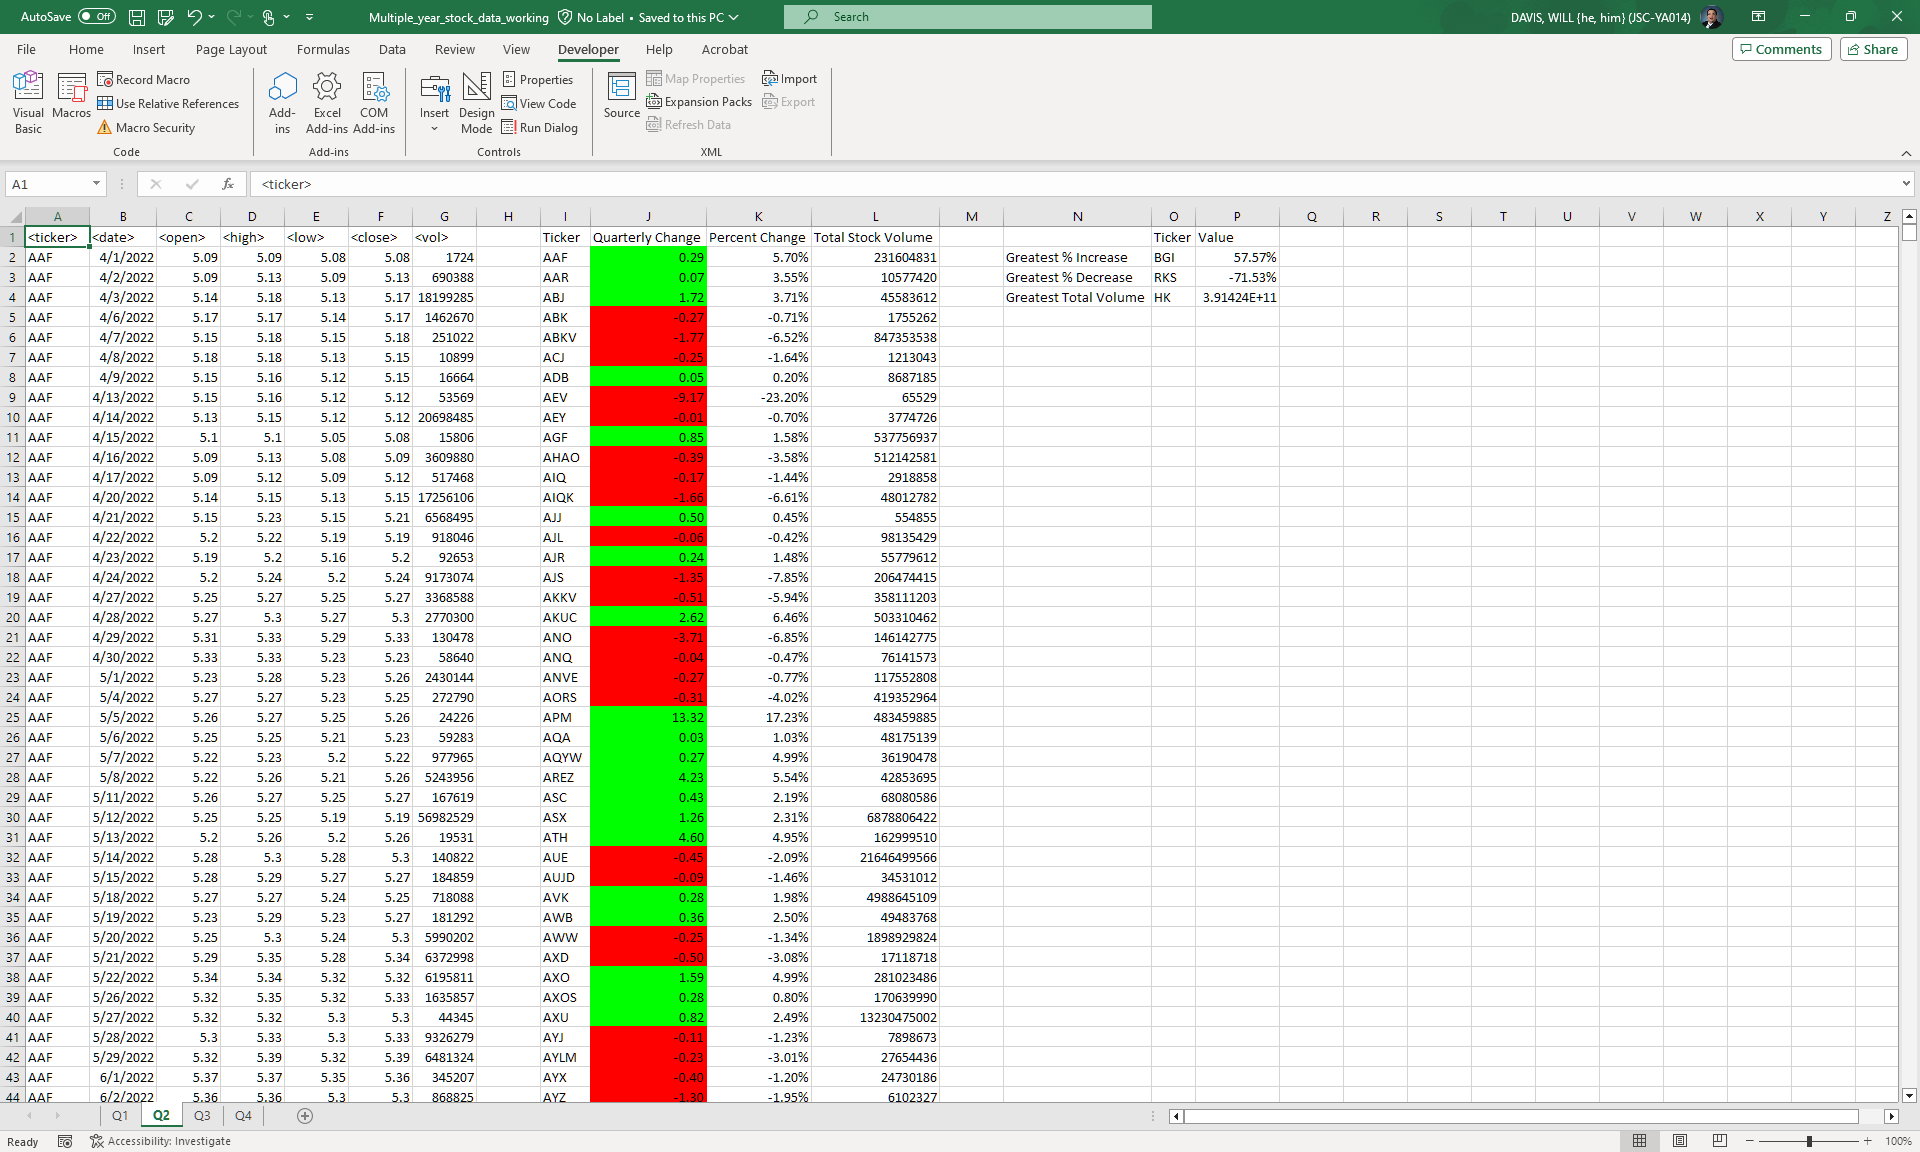 AutoSave Off Multiple_year_stock_data_working No Label • Saved to this PC Search DAVIS, WILL {he, him} (JSC-YA014)
File Home Insert Page Layout Formulas Data Review View Developer Help Acrobat Comments Share
Visual Basic Macros Record Macro Use Relative References Macro Security Add-ins Excel Add-ins COM Add-ins Insert Design Mode Properties View Code Run Dialog Source Map Properties Expansion Packs Refresh Data Import Export
Code Add-ins Controls XML
A1 fx <ticker>
A B C D E F G H I J K L M N O P Q R S T U V W X Y Z
1 <ticker> <date> <open> <high> <low> <close> <vol> Ticker Quarterly Change Percent Change Total Stock Volume Ticker Value
2 AAF 4/1/2022 5.09 5.09 5.08 5.08 1724 AAF 0.29 5.70% 231604831 Greatest % Increase BGI 57.57%
3 AAF 4/2/2022 5.09 5.13 5.09 5.13 690388 AAR 0.07 3.55% 10577420 Greatest % Decrease RKS -71.53%
4 AAF 4/3/2022 5.14 5.18 5.13 5.17 18199285 ABJ 1.72 3.71% 45583612 Greatest Total Volume HK 3.91424E+11
5 AAF 4/6/2022 5.17 5.17 5.14 5.17 1462670 ABK -0.27 -0.71% 1755262
6 AAF 4/7/2022 5.15 5.18 5.15 5.18 251022 ABKV -1.77 -6.52% 847353538
7 AAF 4/8/2022 5.18 5.18 5.13 5.15 10899 ACJ -0.25 -1.64% 1213043
8 AAF 4/9/2022 5.15 5.16 5.12 5.15 16664 ADB 0.05 0.20% 8687185
9 AAF 4/13/2022 5.15 5.16 5.12 5.12 53569 AEV -9.17 -23.20% 65529
10 AAF 4/14/2022 5.13 5.15 5.12 5.12 20698485 AEY -0.01 -0.70% 3774726
11 AAF 4/15/2022 5.1 5.1 5.05 5.08 15806 AGF 0.85 1.58% 537756937
12 AAF 4/16/2022 5.09 5.13 5.08 5.09 3609880 AHAO -0.39 -3.58% 512142581
13 AAF 4/17/2022 5.09 5.12 5.09 5.12 517468 AIQ -0.17 -1.44% 2918858
14 AAF 4/20/2022 5.14 5.15 5.13 5.15 17256106 AIQK -1.66 -6.61% 48012782
15 AAF 4/21/2022 5.15 5.23 5.15 5.21 6568495 AJJ 0.50 0.45% 554855
16 AAF 4/22/2022 5.2 5.22 5.19 5.19 918046 AJL -0.06 -0.42% 98135429
17 AAF 4/23/2022 5.19 5.2 5.16 5.2 92653 AJR 0.24 1.48% 55779612
18 AAF 4/24/2022 5.2 5.24 5.2 5.24 9173074 AJS -1.35 -7.85% 206474415
19 AAF 4/27/2022 5.25 5.27 5.25 5.27 3368588 AKKV -0.51 -5.94% 358111203
20 AAF 4/28/2022 5.27 5.3 5.27 5.3 2770300 AKUC 2.62 6.46% 503310462
21 AAF 4/29/2022 5.31 5.33 5.29 5.33 130478 ANO -3.71 -6.85% 146142775
22 AAF 4/30/2022 5.33 5.33 5.23 5.23 58640 ANQ -0.04 -0.47% 76141573
23 AAF 5/1/2022 5.23 5.28 5.23 5.26 2430144 ANVE -0.27 -0.77% 117552808
24 AAF 5/4/2022 5.27 5.27 5.23 5.25 272790 AORS -0.31 -4.02% 419352964
25 AAF 5/5/2022 5.26 5.27 5.25 5.26 24226 APM 13.32 17.23% 483459885
26 AAF 5/6/2022 5.25 5.25 5.21 5.23 59283 AQA 0.03 1.03% 48175139
27 AAF 5/7/2022 5.22 5.23 5.2 5.22 977965 AQYW 0.27 4.99% 36190478
28 AAF 5/8/2022 5.22 5.26 5.21 5.26 5243956 AREZ 4.23 5.54% 42853695
29 AAF 5/11/2022 5.26 5.27 5.25 5.27 167619 ASC 0.43 2.19% 68080586
30 AAF 5/12/2022 5.25 5.25 5.19 5.19 56982529 ASX 1.26 2.31% 6878806422
31 AAF 5/13/2022 5.2 5.26 5.2 5.26 19531 ATH 4.60 4.95% 162999510
32 AAF 5/14/2022 5.28 5.3 5.28 5.3 140822 AUE -0.45 -2.09% 21646499566
33 AAF 5/15/2022 5.28 5.29 5.27 5.27 184859 AUJD -0.09 -1.46% 34531012
34 AAF 5/18/2022 5.27 5.27 5.24 5.25 718088 AVK 0.28 1.98% 4988645109
35 AAF 5/19/2022 5.23 5.29 5.23 5.27 181292 AWB 0.36 2.50% 49483768
36 AAF 5/20/2022 5.25 5.3 5.24 5.3 5990202 AWW -0.25 -1.34% 1898929824
37 AAF 5/21/2022 5.29 5.35 5.28 5.34 6372998 AXD -0.50 -3.08% 17118718
38 AAF 5/22/2022 5.34 5.34 5.32 5.32 6195811 AXO 1.59 4.99% 281023486
39 AAF 5/26/2022 5.32 5.35 5.32 5.33 1635857 AXOS 0.28 0.80% 170639990
40 AAF 5/27/2022 5.32 5.32 5.3 5.3 44345 AXU 0.82 2.49% 13230475002
41 AAF 5/28/2022 5.3 5.33 5.3 5.33 9326279 AYJ -0.11 -1.23% 7898673
42 AAF 5/29/2022 5.32 5.39 5.32 5.39 6481324 AYLM -0.23 -3.01% 27654436
43 AAF 6/1/2022 5.37 5.37 5.35 5.36 345207 AYX -0.40 -1.20% 24730186
44 AAF 6/2/2022 5.36 5.36 5.3 5.3 868825 AYZ -1.30 -1.95% 6102327
Q1 Q2 Q3 Q4
Ready Accessibility: Investigate 100%